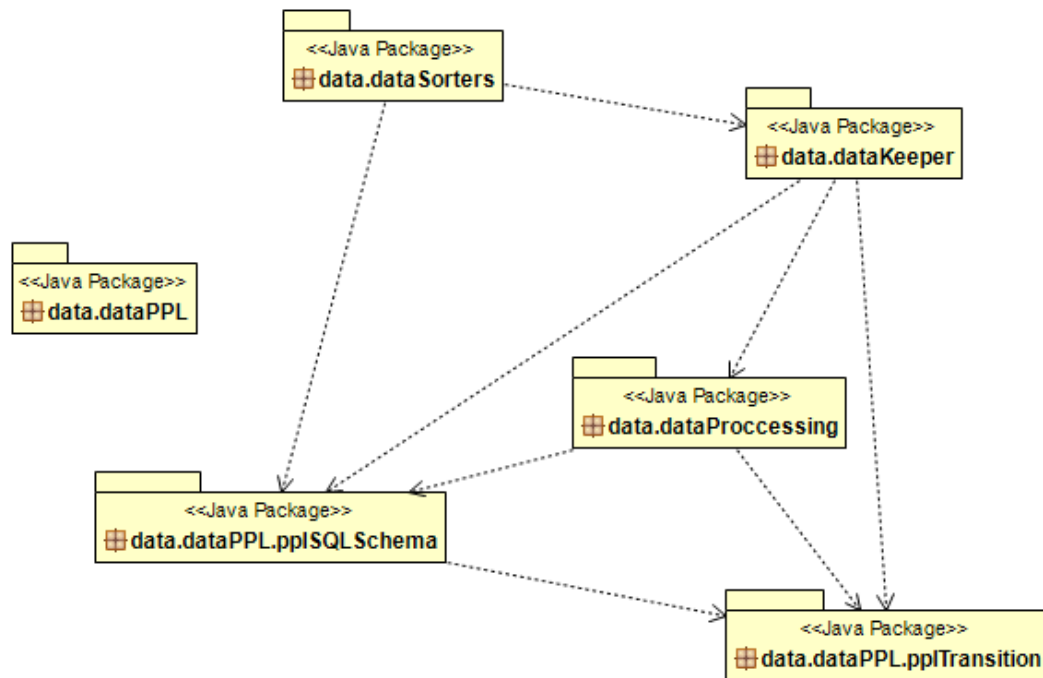 <<Java Package>>
data.dataSorters
<<Java Package>>
data.dataKeeper
<<Java Package>>
data.dataPPL
<<Java Package>>
data.dataProccessing
<<Java Package>>
data.dataPPL.pplSQLSchema
<<Java Package>>
data.dataPPL.pplTransition